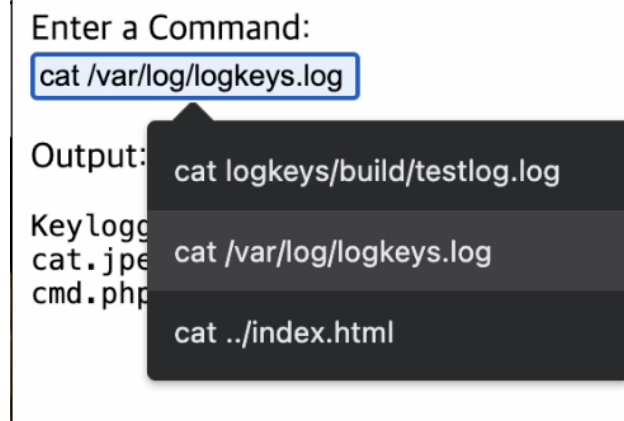 Enter a Command:
cat /var/log/logkeys.log
Output:
cat logkeys/build/testlog.log
cat /var/log/logkeys.log
cat ../index.html
Keylogg
cat.jpe
cmd.php